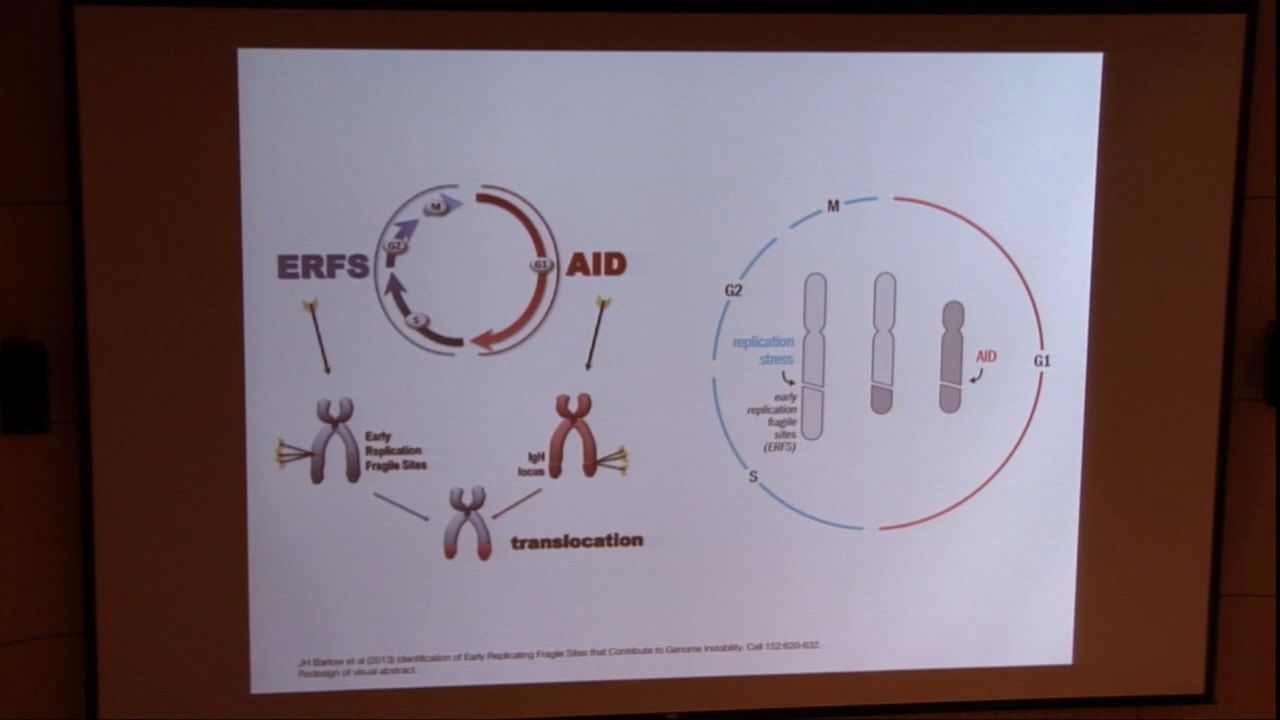 M
G2
ERFS
G1
AID
S
Early
Replication
Fragile Sites
IgH
locus
translocation
M
G2
replication
stress
early
replication
fragile
sites
(ERFS)
AID
G1
S
JH Barlow et al (2013) Identification of Early Replicating Fragile Sites that Contribute to Genome Instability. Cell 152:620-632.
Redesign of visual abstract.